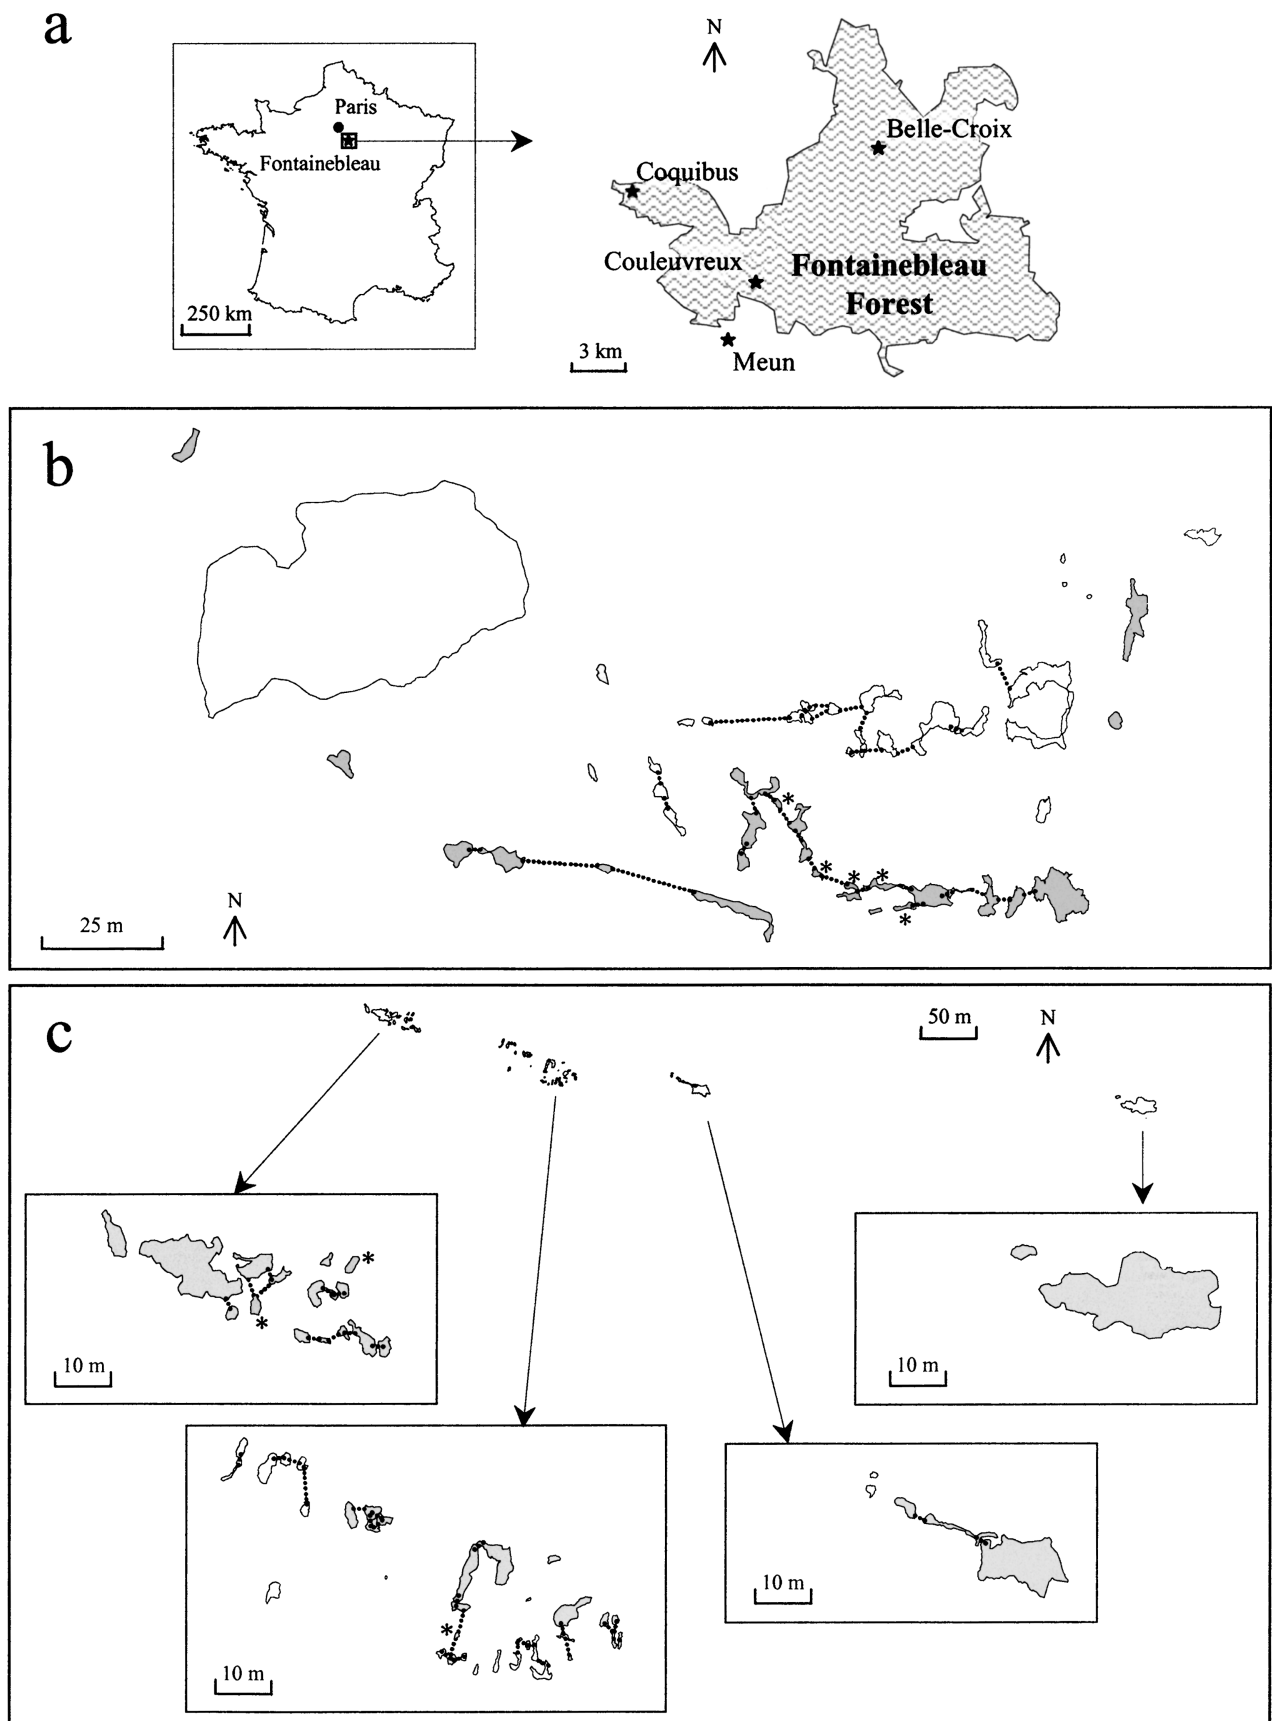 a
Paris
Fontainebleau
250 km
N
Belle-Croix
Coquibus
Couleuvreux
Fontainebleau
Forest
3 km
Meun
b
*
*
*
*
*
N
25 m
c
50 m
N
*
*
10 m
10 m
*
10 m
10 m